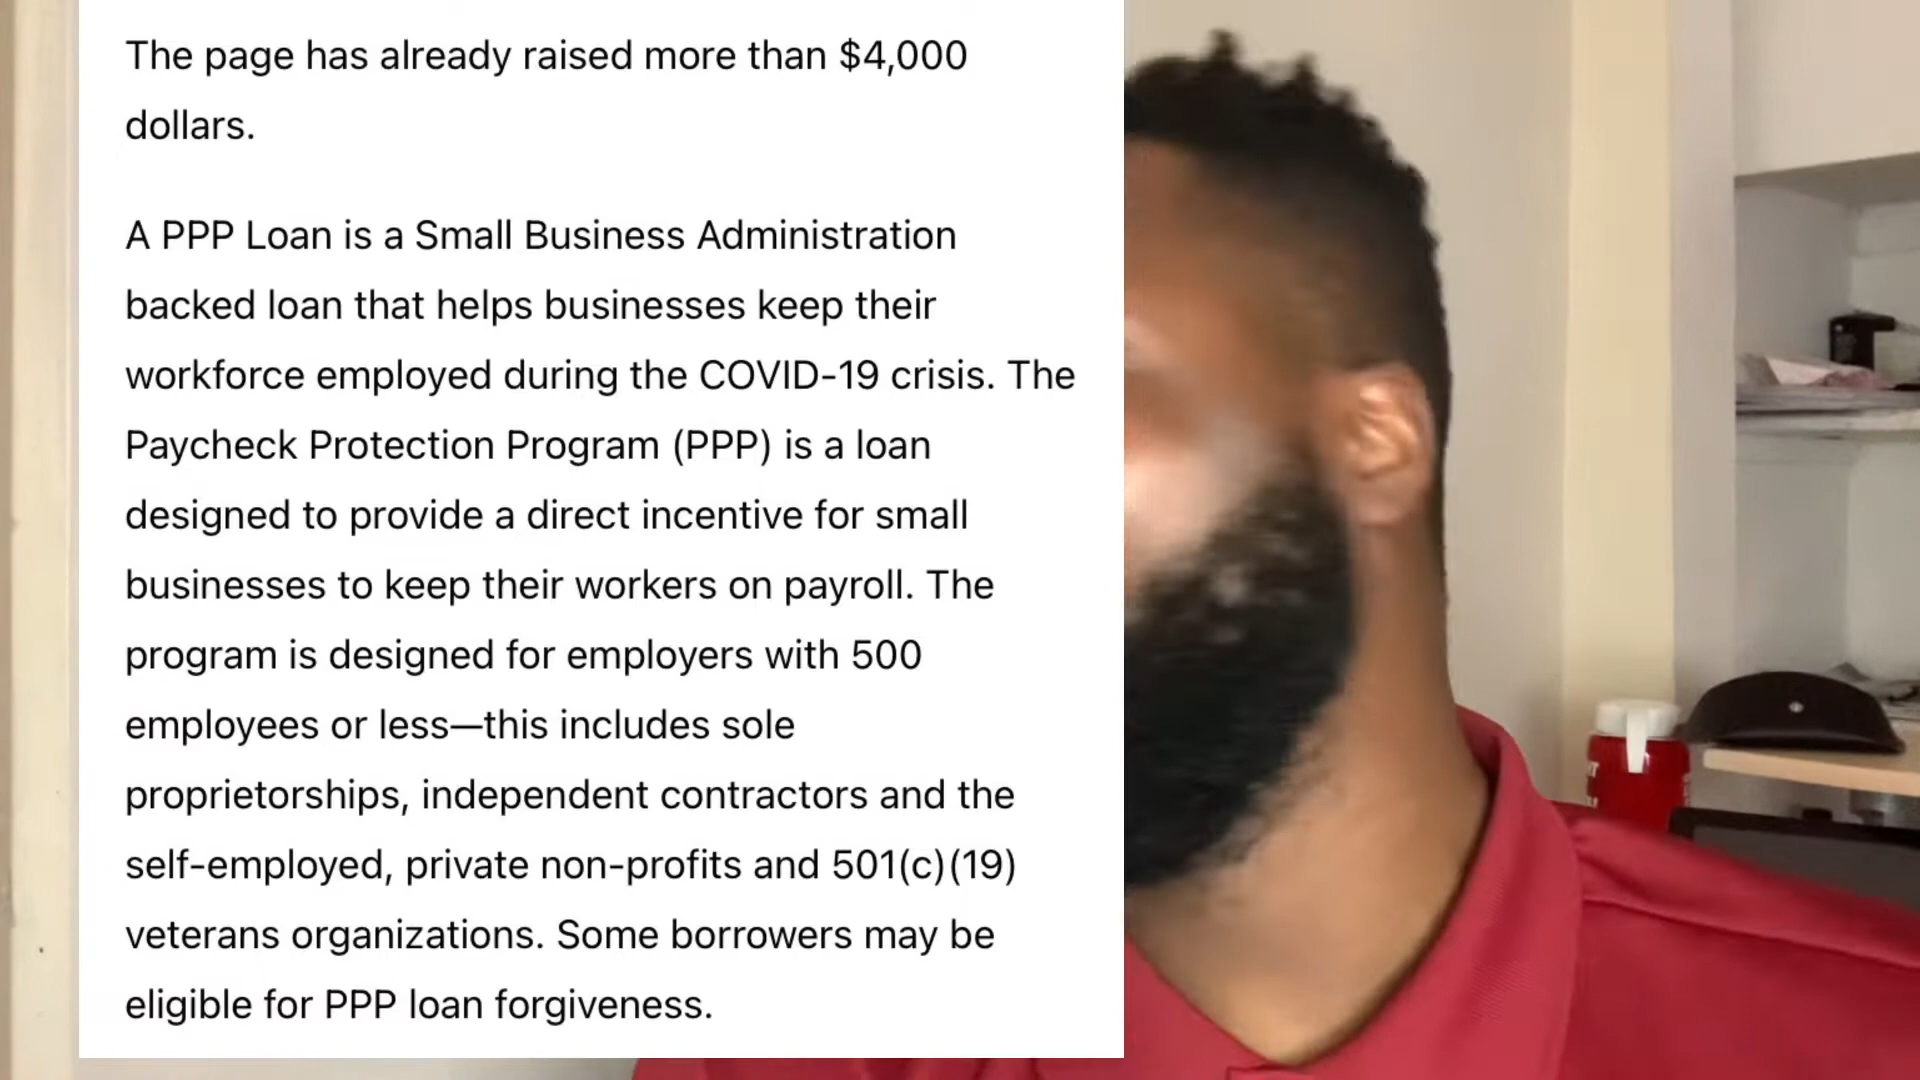 The page has already raised more than $4,000
dollars.
A PPP Loan is a Small Business Administration
backed loan that helps businesses keep their
workforce employed during the COVID-19 crisis. The
Paycheck Protection Program (PPP) is a loan
designed to provide a direct incentive for small
businesses to keep their workers on payroll. The
program is designed for employers with 500
employees or less—this includes sole
proprietorships, independent contractors and the
self-employed, private non-profits and 501(c)(19)
veterans organizations. Some borrowers may be
eligible for PPP loan forgiveness.